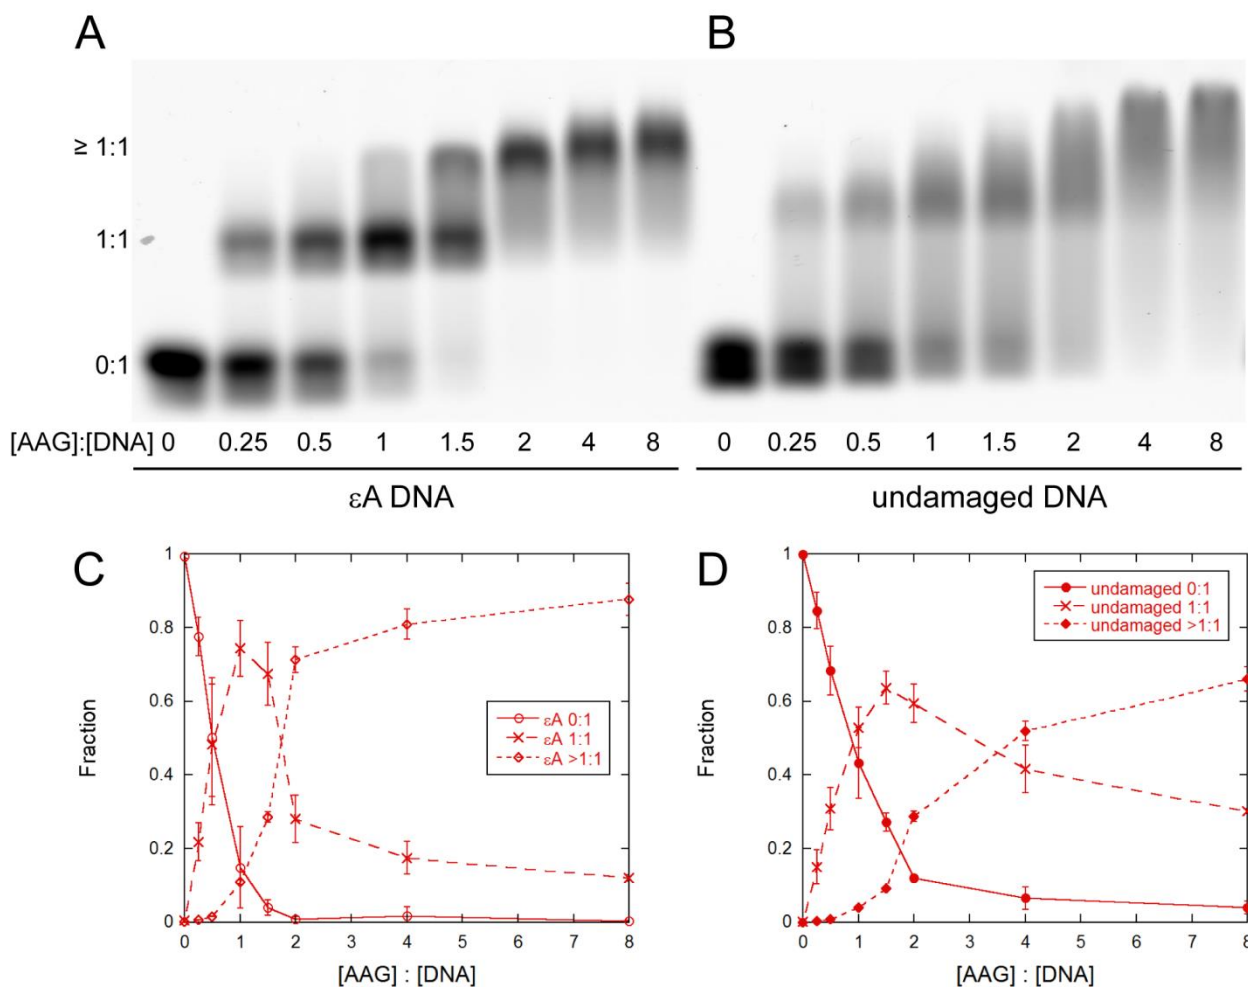 A
B
≥ 1:1
1:1
0:1
[AAG]:[DNA] 0 0.25 0.5 1 1.5 2 4 8 0 0.25 0.5 1 1.5 2 4 8
εA DNA
undamaged DNA
C
1
0.8
0.6
0.4
0.2
0
Fraction
εA 0:1
εA 1:1
εA >1:1
0 1 2 3 4 5 6 7 8
[AAG] : [DNA]
D
1
0.8
0.6
0.4
0.2
0
Fraction
undamaged 0:1
undamaged 1:1
undamaged >1:1
0 1 2 3 4 5 6 7 8
[AAG] : [DNA]